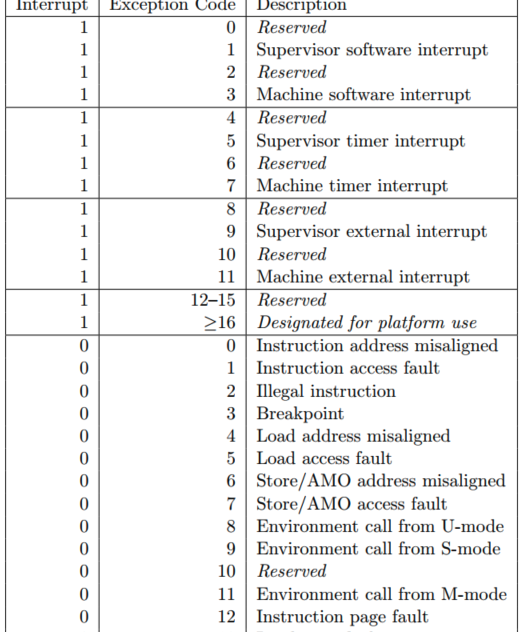 Interrupt Exception Code Description
1 0 Reserved
1 1 Supervisor software interrupt
1 2 Reserved
1 3 Machine software interrupt
1 4 Reserved
1 5 Supervisor timer interrupt
1 6 Reserved
1 7 Machine timer interrupt
1 8 Reserved
1 9 Supervisor external interrupt
1 10 Reserved
1 11 Machine external interrupt
1 12–15 Reserved
1 ≥16 Designated for platform use
0 0 Instruction address misaligned
0 1 Instruction access fault
0 2 Illegal instruction
0 3 Breakpoint
0 4 Load address misaligned
0 5 Load access fault
0 6 Store/AMO address misaligned
0 7 Store/AMO access fault
0 8 Environment call from U-mode
0 9 Environment call from S-mode
0 10 Reserved
0 11 Environment call from M-mode
0 12 Instruction page fault